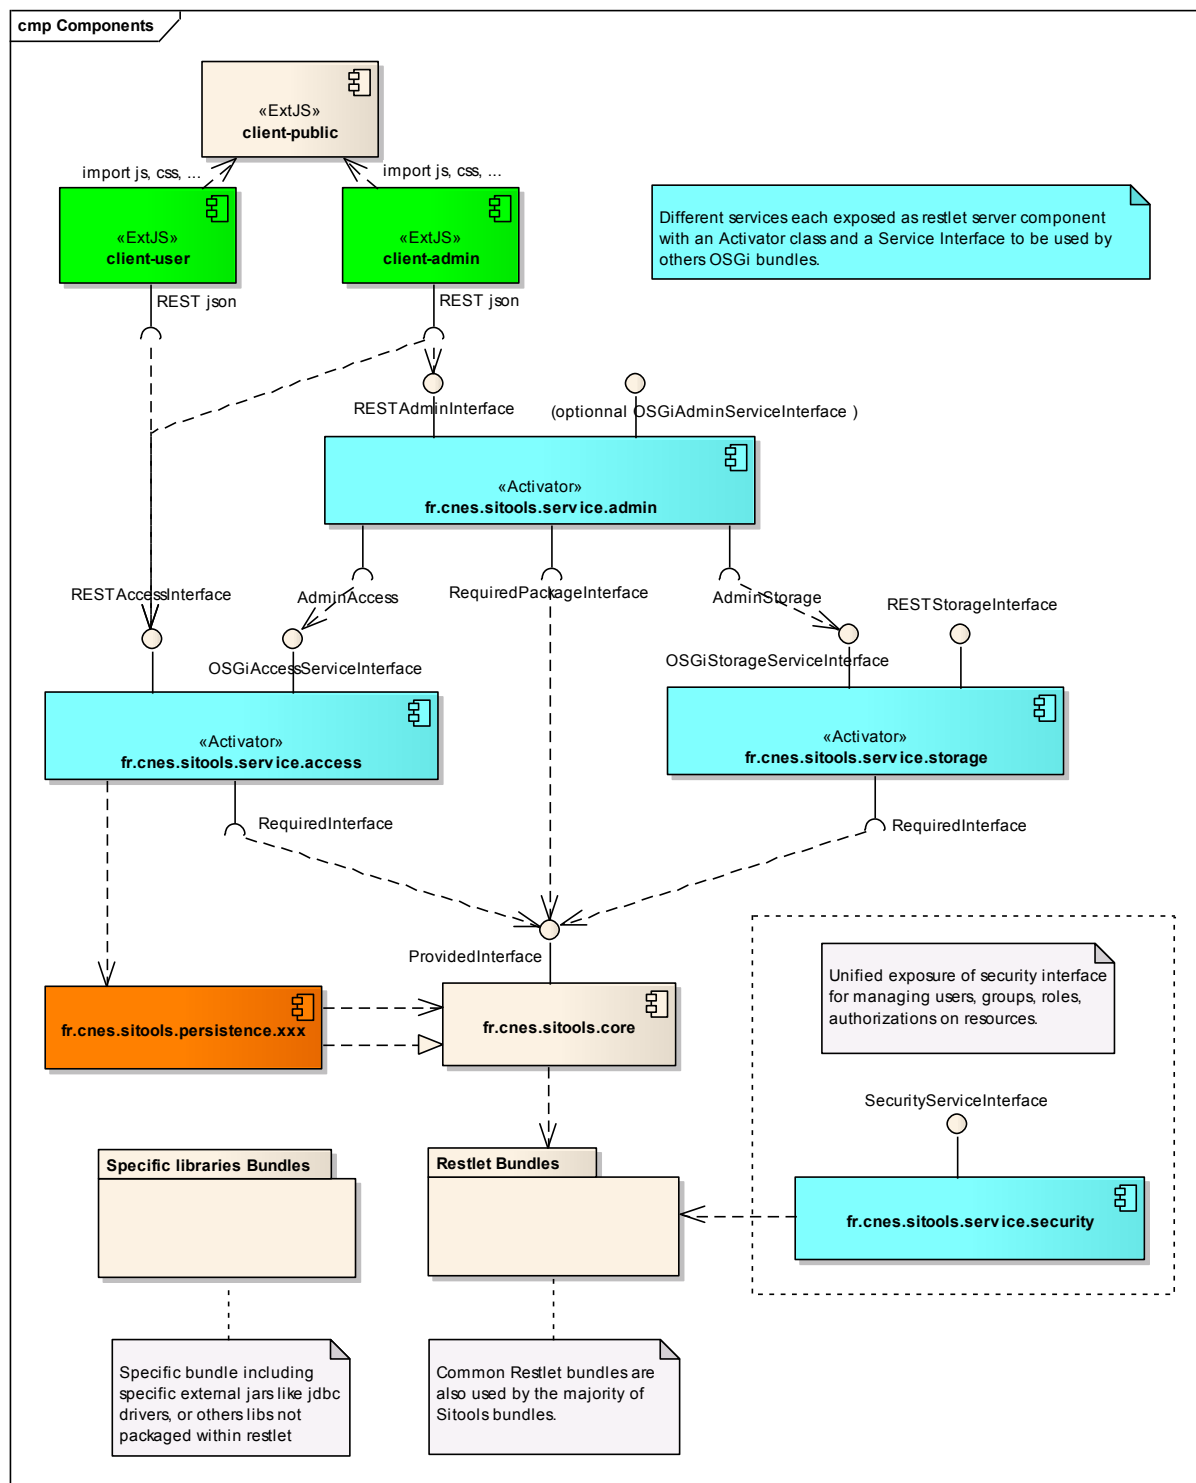 cmp Components
«ExtJS»
client-public
import js, css, ...
import js, css, ...
«ExtJS»
client-user
«ExtJS»
client-admin
Different services each exposed as restlet server component
with an Activator class and a Service Interface to be used by
others OSGi bundles.
REST json
REST json
RESTAdminInterface
(optionnal OSGiAdminServiceInterface )
«Activator»
fr.cnes.sitools.service.admin
RESTAccessInterface
AdminAccess
RequiredPackageInterface
AdminStorage
RESTStorageInterface
OSGiAccessServiceInterface
OSGiStorageServiceInterface
«Activator»
fr.cnes.sitools.service.access
«Activator»
fr.cnes.sitools.service.storage
RequiredInterface
RequiredInterface
ProvidedInterface
Unified exposure of security interface
for managing users, groups, roles,
authorizations on resources.
fr.cnes.sitools.persistence.xxx
fr.cnes.sitools.core
SecurityServiceInterface
Specific libraries Bundles
Restlet Bundles
fr.cnes.sitools.service.security
Specific bundle including
specific external jars like jdbc
drivers, or others libs not
packaged within restlet
Common Restlet bundles are
also used by the majority of
Sitools bundles.